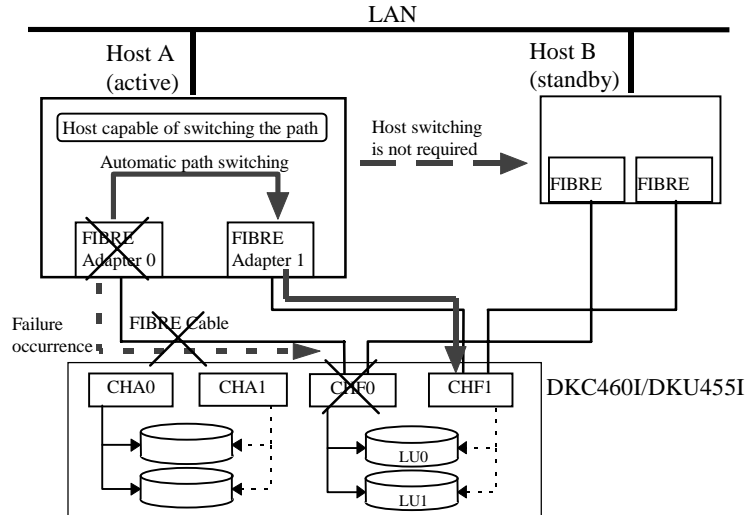 LAN
Host A
(active)
Host B
(standby)
Host capable of switching the path
Host switching
is not required
Automatic path switching
FIBRE
Adapter 0
FIBRE
Adapter 1
FIBRE
FIBRE
Failure
occurrence
FIBRE Cable
CHA0
CHA1
CHF0
CHF1
DKC460I/DKU455I
LU0
LU1